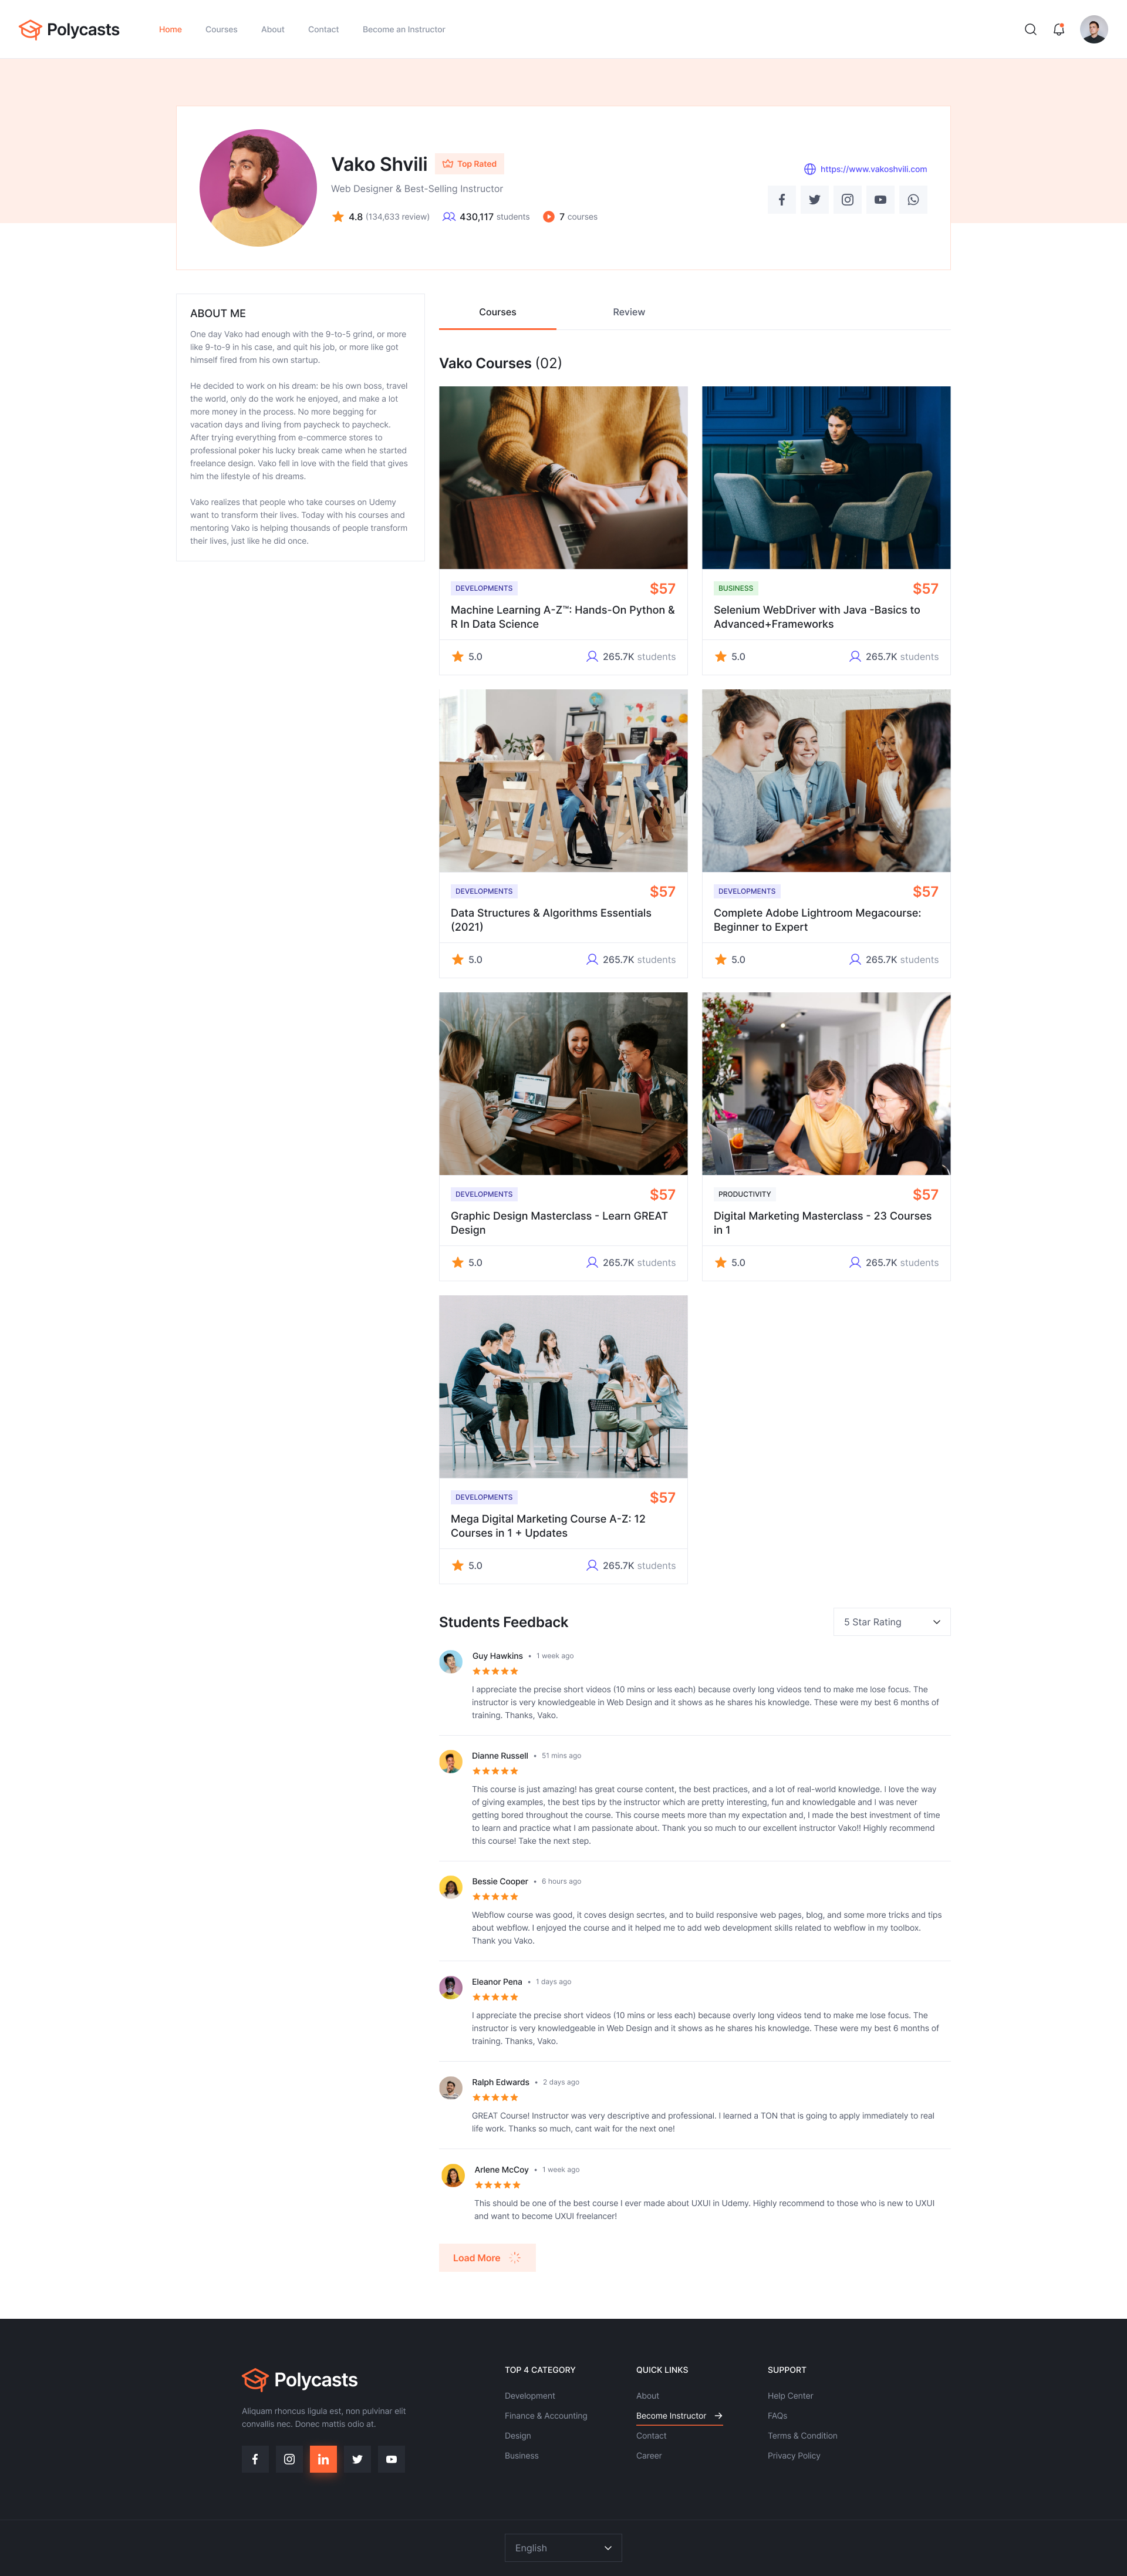 Polycasts
Home
Courses
About
Contact
Become an Instructor
Vako Shvili
Top Rated
Web Designer & Best-Selling Instructor
4.8 (134,633 review)
430,117 students
7 courses
https://www.vakoshvili.com
ABOUT ME
One day Vako had enough with the 9-to-5 grind, or more
like 9-to-9 in his case, and quit his job, or more like got
himself fired from his own startup.
He decided to work on his dream: be his own boss, travel
the world, only do the work he enjoyed, and make a lot
more money in the process. No more begging for
vacation days and living from paycheck to paycheck.
After trying everything from e-commerce stores to
professional poker his lucky break came when he started
freelance design. Vako fell in love with the field that gives
him the lifestyle of his dreams.
Vako realizes that people who take courses on Udemy
want to transform their lives. Today with his courses and
mentoring Vako is helping thousands of people transform
their lives, just like he did once.
Courses
Review
Vako Courses (02)
DEVELOPMENTS
$57
Machine Learning A-Z™: Hands-On Python &
R In Data Science
5.0
265.7K students
BUSINESS
$57
Selenium WebDriver with Java -Basics to
Advanced+Frameworks
5.0
265.7K students
DEVELOPMENTS
$57
Data Structures & Algorithms Essentials
(2021)
5.0
265.7K students
DEVELOPMENTS
$57
Complete Adobe Lightroom Megacourse:
Beginner to Expert
5.0
265.7K students
DEVELOPMENTS
$57
Graphic Design Masterclass - Learn GREAT
Design
5.0
265.7K students
PRODUCTIVITY
$57
Digital Marketing Masterclass - 23 Courses
in 1
5.0
265.7K students
DEVELOPMENTS
$57
Mega Digital Marketing Course A-Z: 12
Courses in 1 + Updates
5.0
265.7K students
Students Feedback
5 Star Rating
Guy Hawkins • 1 week ago
I appreciate the precise short videos (10 mins or less each) because overly long videos tend to make me lose focus. The
instructor is very knowledgeable in Web Design and it shows as he shares his knowledge. These were my best 6 months of
training. Thanks, Vako.
Dianne Russell • 51 mins ago
This course is just amazing! has great course content, the best practices, and a lot of real-world knowledge. I love the way
of giving examples, the best tips by the instructor which are pretty interesting, fun and knowledgable and I was never
getting bored throughout the course. This course meets more than my expectation and, I made the best investment of time
to learn and practice what I am passionate about. Thank you so much to our excellent instructor Vako!! Highly recommend
this course! Take the next step.
Bessie Cooper • 6 hours ago
Webflow course was good, it coves design secrtes, and to build responsive web pages, blog, and some more tricks and tips
about webflow. I enjoyed the course and it helped me to add web development skills related to webflow in my toolbox.
Thank you Vako.
Eleanor Pena • 1 days ago
I appreciate the precise short videos (10 mins or less each) because overly long videos tend to make me lose focus. The
instructor is very knowledgeable in Web Design and it shows as he shares his knowledge. These were my best 6 months of
training. Thanks, Vako.
Ralph Edwards • 2 days ago
GREAT Course! Instructor was very descriptive and professional. I learned a TON that is going to apply immediately to real
life work. Thanks so much, cant wait for the next one!
Arlene McCoy • 1 week ago
This should be one of the best course I ever made about UXUI in Udemy. Highly recommend to those who is new to UXUI
and want to become UXUI freelancer!
Load More
Polycasts
Aliquam rhoncus ligula est, non pulvinar elit
convallis nec. Donec mattis odio at.
TOP 4 CATEGORY
Development
Finance & Accounting
Design
Business
QUICK LINKS
About
Become Instructor →
Contact
Career
SUPPORT
Help Center
FAQs
Terms & Condition
Privacy Policy
English